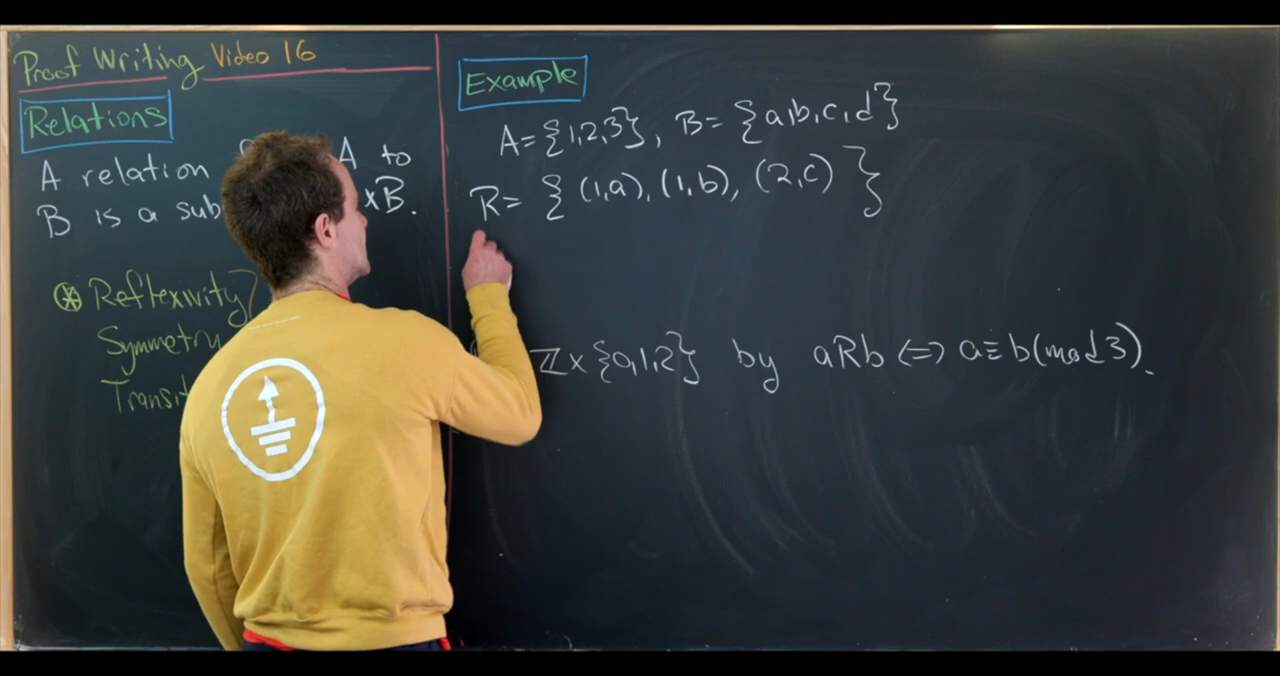 Proof Writing Video 16
Relations
A relation A to
B is a sub xB.
⊛ Reflexivity
Symmetry
Transit
Example
A = {1,2,3}, B = {a,b,c,d}
R = { (1,a), (1,b), (2,c) }
ℤ x {0,1,2} by aRb <=> a ≡ b (mod 3).